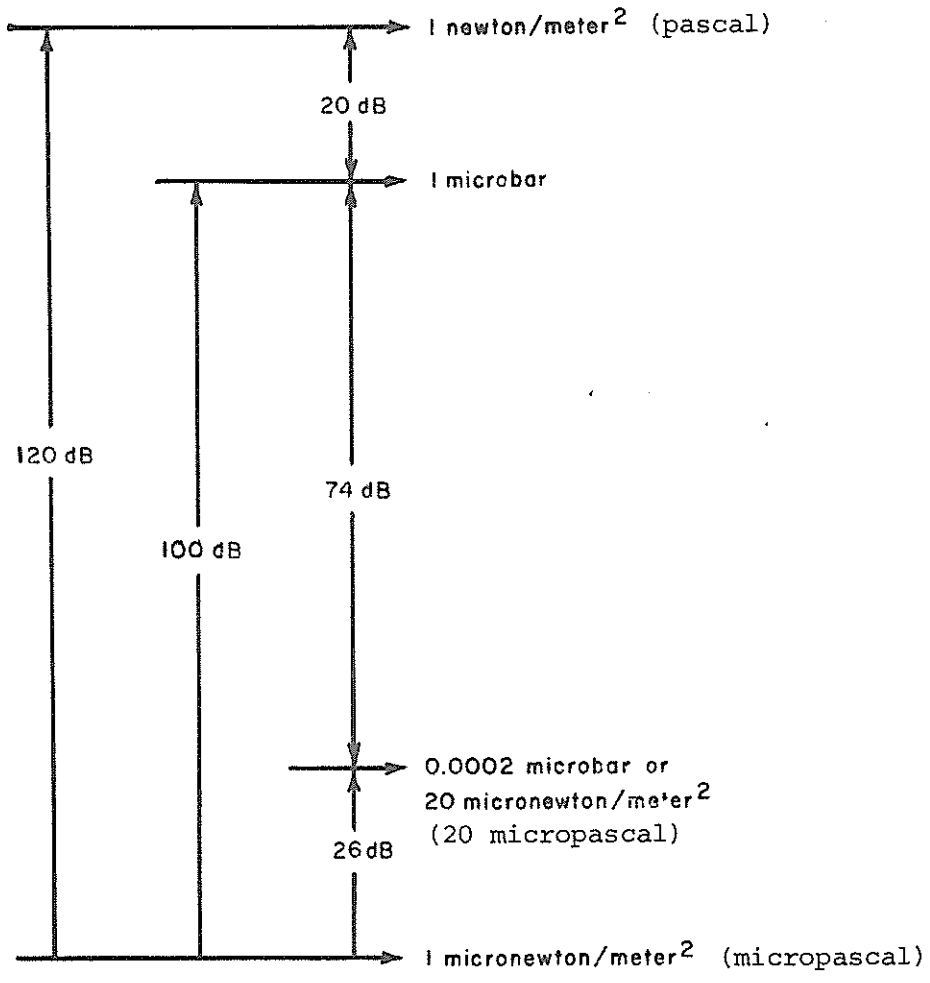 1 newton/meter² (pascal)
20 dB
1 microbar
120 dB
74 dB
100 dB
0.0002 microbar or
20 micronewton/meter²
(20 micropascal)
26 dB
1 micronewton/meter² (micropascal)